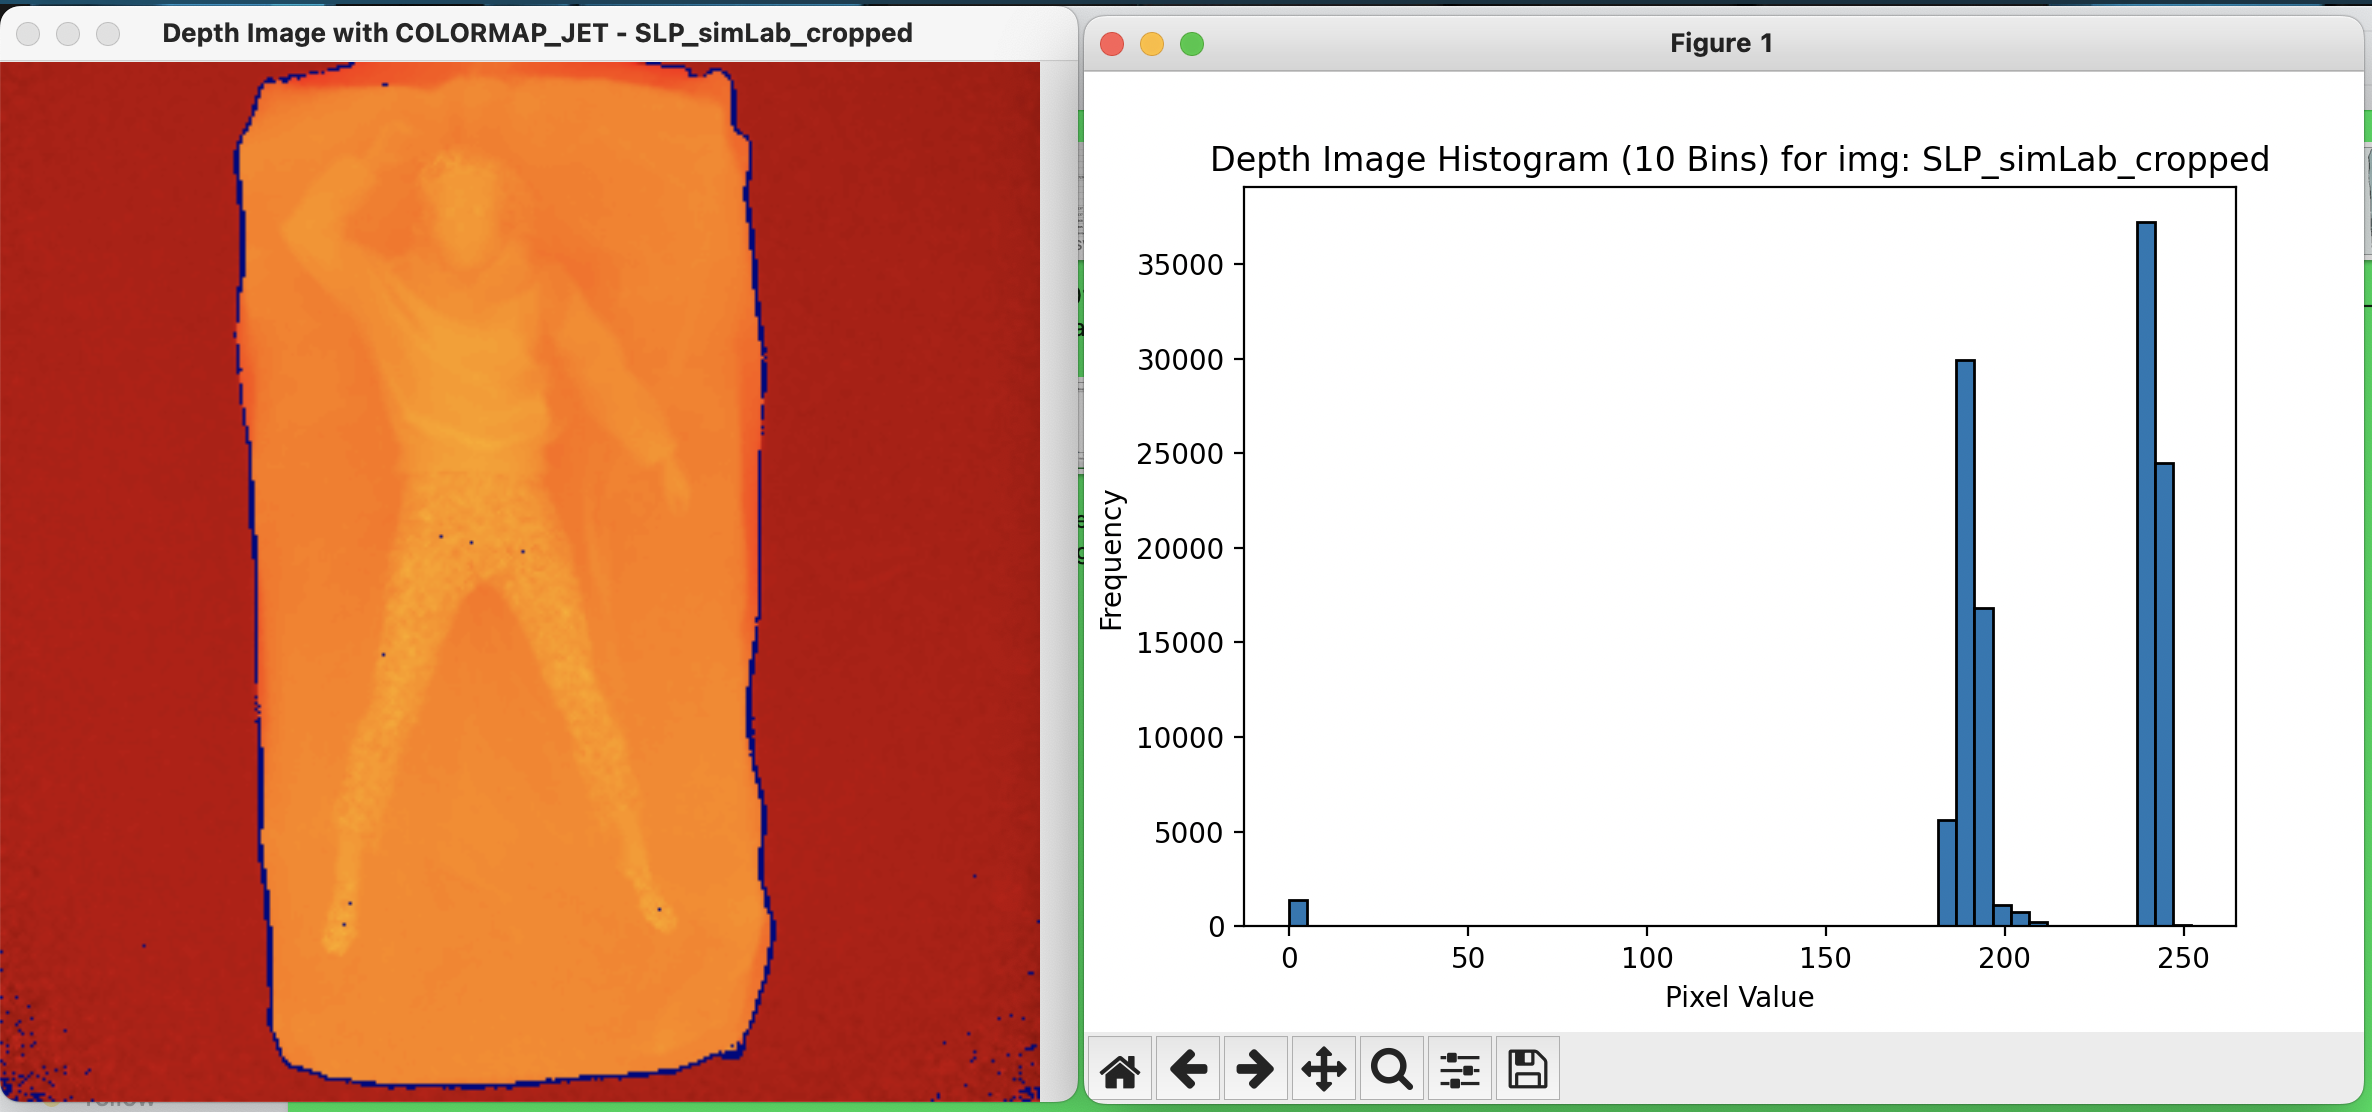 Depth Image with COLORMAP_JET - SLP_simLab_cropped
Figure 1
Depth Image Histogram (10 Bins) for img: SLP_simLab_cropped
35000
30000
25000
20000
15000
10000
5000
0
Frequency
0 50 100 150 200 250
Pixel Value